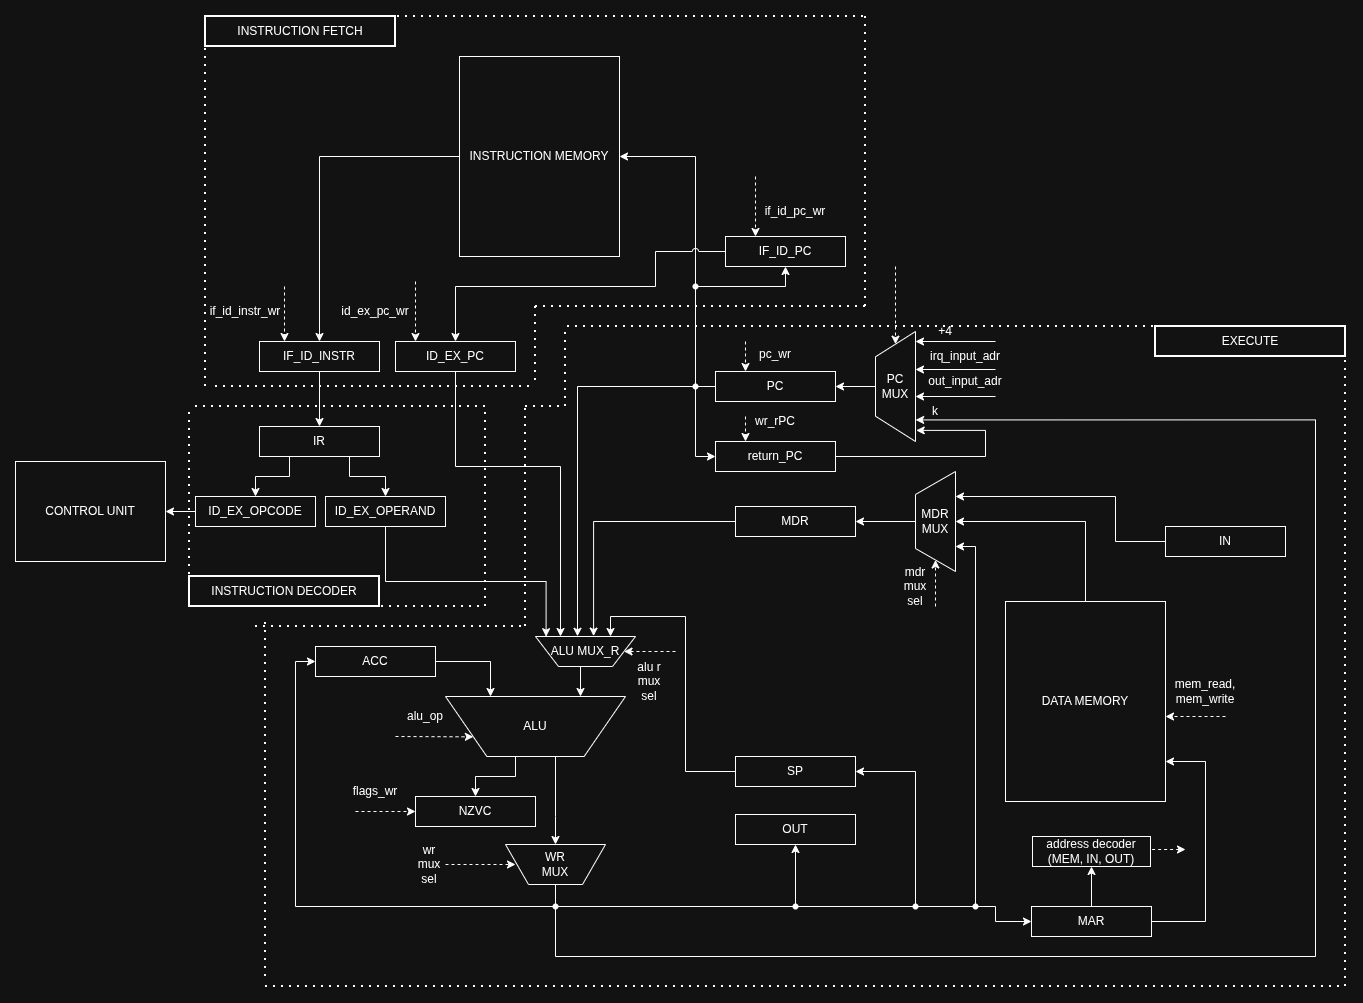 INSTRUCTION FETCH
INSTRUCTION MEMORY
if_id_pc_wr
IF_ID_PC
if_id_instr_wr
id_ex_pc_wr
IF_ID_INSTR
ID_EX_PC
EXECUTE
+4
irq_input_adr
out_input_adr
k
PC
MUX
pc_wr
PC
wr_rPC
return_PC
IR
CONTROL UNIT
ID_EX_OPCODE
ID_EX_OPERAND
INSTRUCTION DECODER
MDR
MDR
MUX
IN
mdr
mux
sel
ALU MUX_R
alu r
mux
sel
ACC
ALU
alu_op
DATA MEMORY
mem_read,
mem_write
SP
flags_wr
NZVC
OUT
wr
mux
sel
WR
MUX
address decoder
(MEM, IN, OUT)
MAR